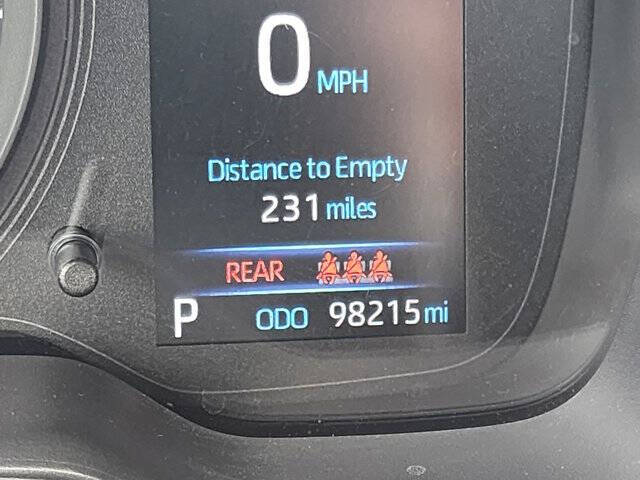 0 MPH
Distance to Empty
231 miles
REAR
P ODO 98215 mi